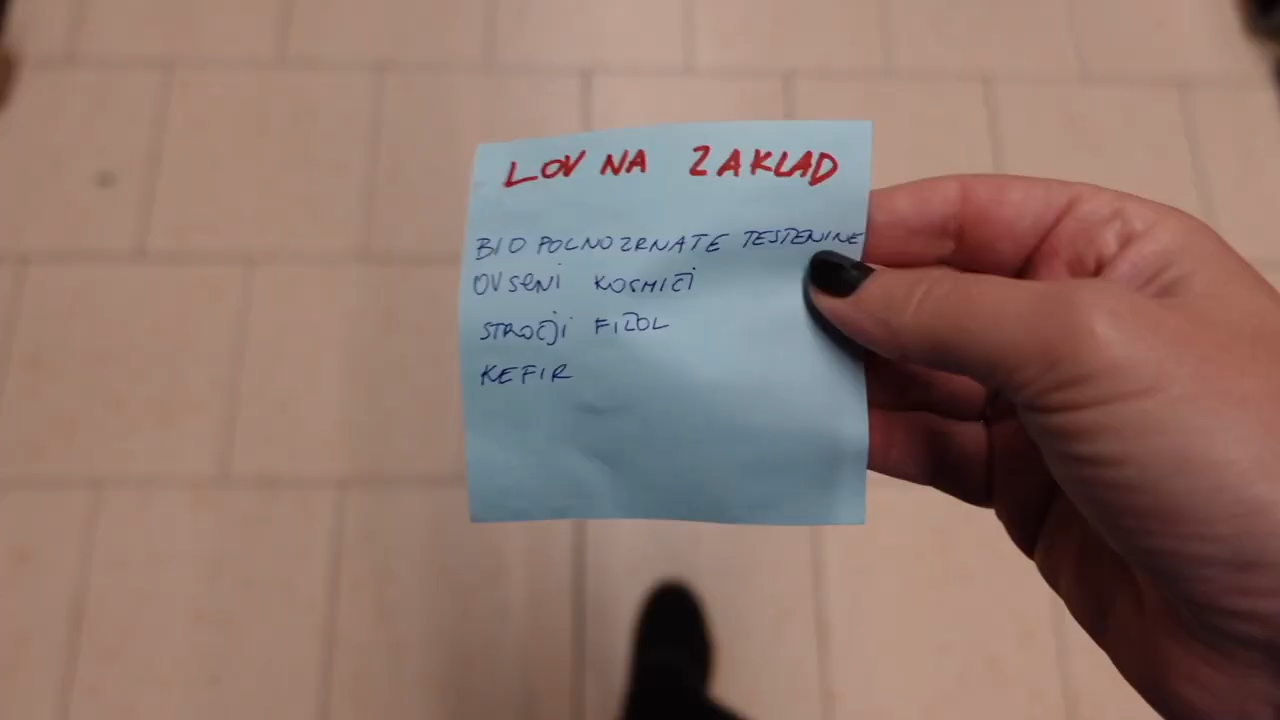 LOV NA ZAKLAD
BIO POLNOZRNATE TESTENINE
OVSENI KOSMIČI
STROČJI FIŽOL
KEFIR